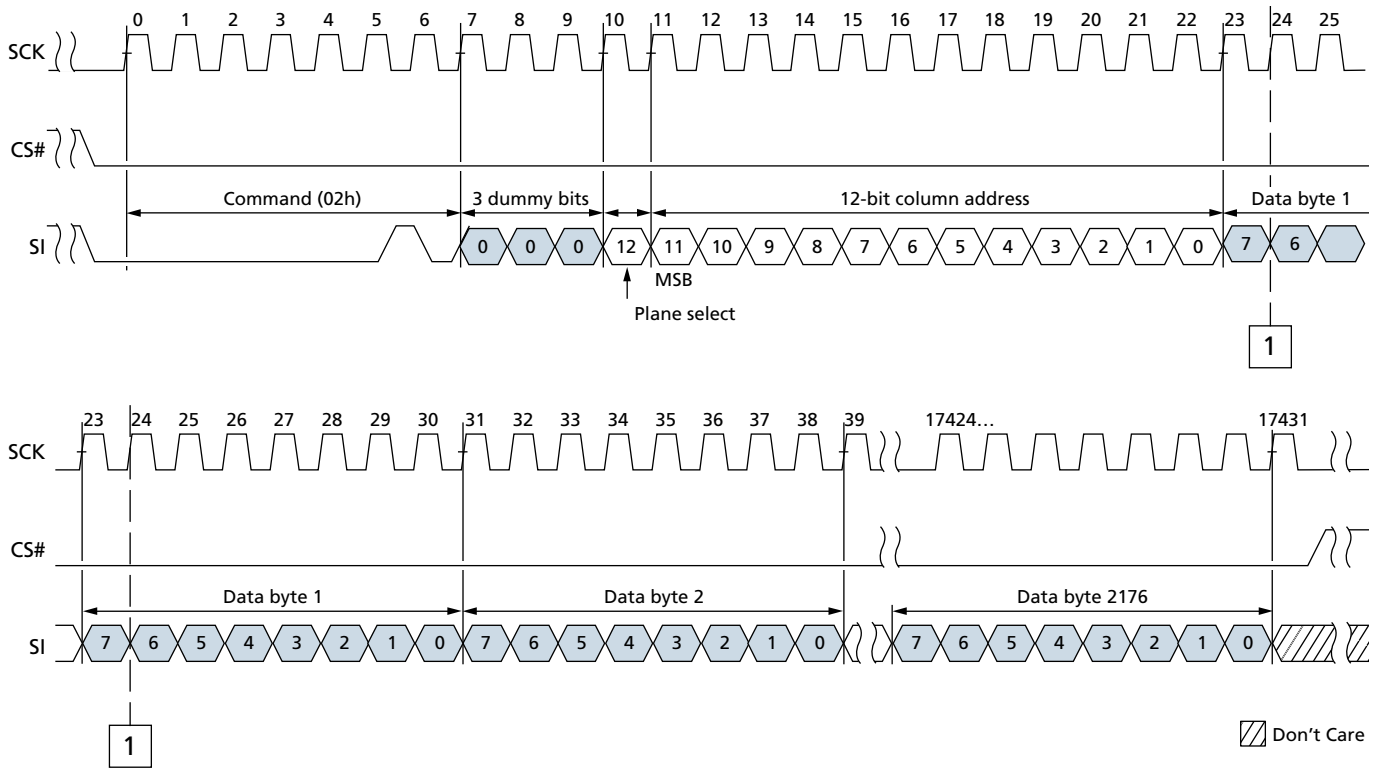 0 1 2 3 4 5 6 7 8 9 10 11 12 13 14 15 16 17 18 19 20 21 22 23 24 25
SCK
CS#
Command (02h) 3 dummy bits 12-bit column address Data byte 1
SI 0 0 0 12 11 10 9 8 7 6 5 4 3 2 1 0 7 6
MSB
Plane select
1
23 24 25 26 27 28 29 30 31 32 33 34 35 36 37 38 39 17424... 17431
SCK
CS#
Data byte 1 Data byte 2 Data byte 2176
SI 7 6 5 4 3 2 1 0 7 6 5 4 3 2 1 0 7 6 5 4 3 2 1 0
1
Don't Care